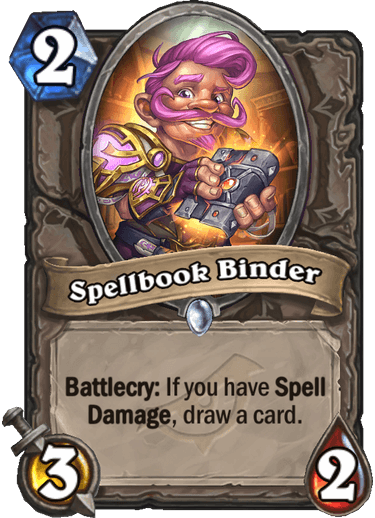 2
Spellbook Binder
Battlecry: If you have Spell
Damage, draw a card.
3
2